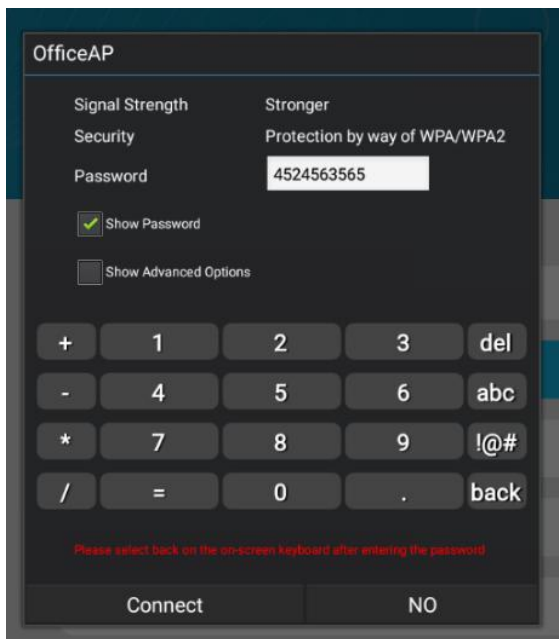 OfficeAP
Signal Strength Stronger
Security Protection by way of WPA/WPA2
Password 4524563565
Show Password
Show Advanced Options
+ 1 2 3 del
- 4 5 6 abc
* 7 8 9 !@#
/ = 0 . back
Please select back on the on-screen keyboard after entering the password
Connect NO